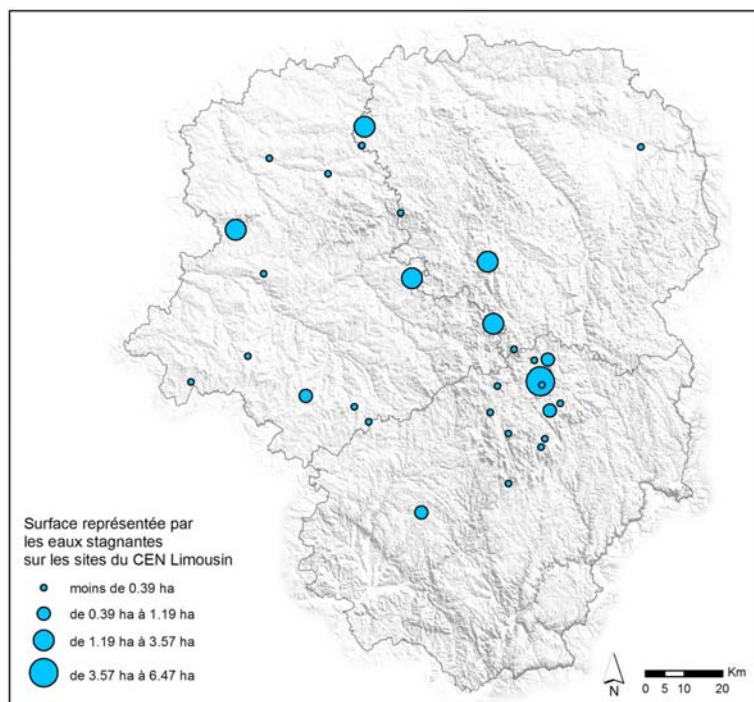 Surface représentée par
les eaux stagnantes
sur les sites du CEN Limousin
moins de 0.39 ha
de 0.39 ha à 1.19 ha
de 1.19 ha à 3.57 ha
de 3.57 ha à 6.47 ha
N
Km
0 5 10 20